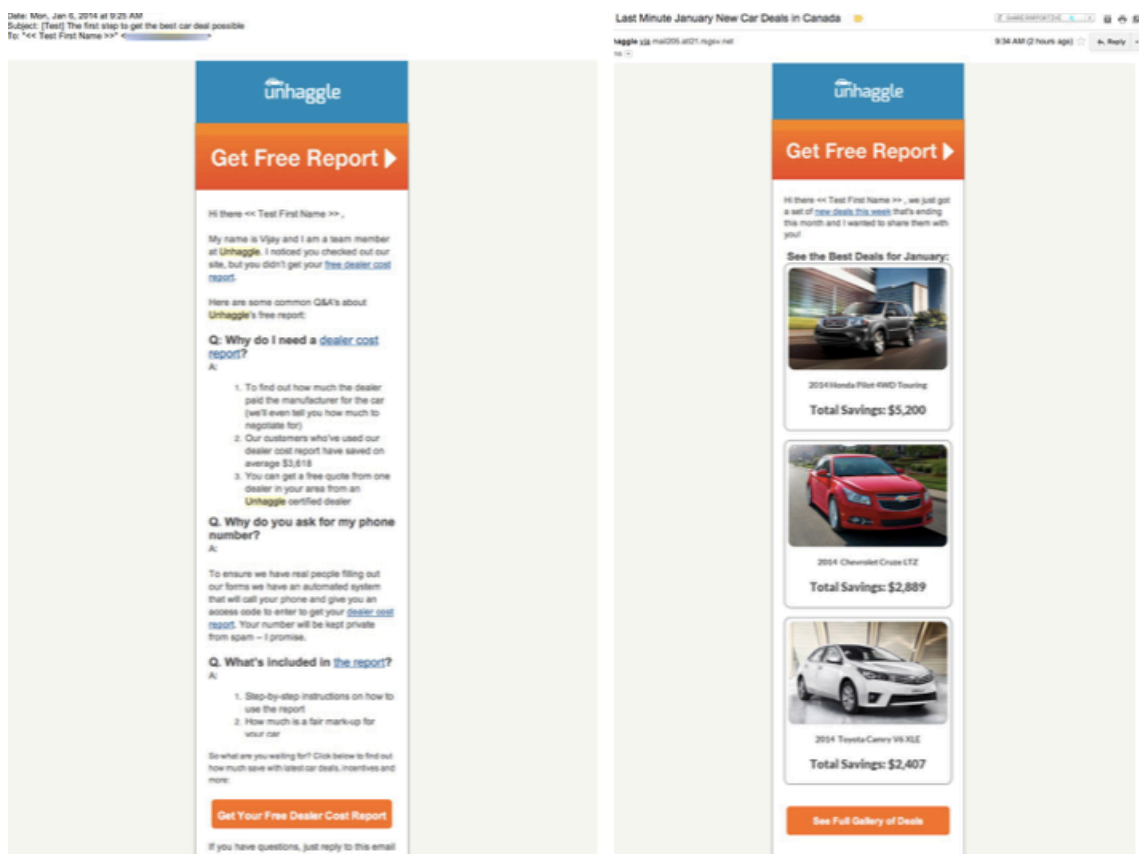 Date: Mon, Jan 6, 2014 at 9:25 AM
Subject: [Test] The first step to get the best car deal possible
To: "<< Test First Name >>" <
unhaggle
Get Free Report
Hi there << Test First Name >> ,
My name is Vijay and I am a team member
at Unhaggle. I noticed you checked out our
site, but you didn't get your free dealer cost
report.
Here are some common Q&A's about
Unhaggle's free report:
Q: Why do I need a dealer cost
report?
A:
1. To find out how much the dealer
paid the manufacturer for the car
(we'll even tell you how much to
negotiate for)
2. Our customers who've used our
dealer cost report have saved on
average $3,618
3. You can get a free quote from one
dealer in your area from an
Unhaggle certified dealer
Q. Why do you ask for my phone
number?
A:
To ensure we have real people filling out
our forms we have an automated system
that will call your phone and give you an
access code to enter to get your dealer cost
report. Your number will be kept private
from spam – I promise.
Q. What's included in the report?
A:
1. Step-by-step instructions on how to
use the report
2. How much is a fair mark-up for
your car
So what are you waiting for? Click below to find out
how much save with latest car deals, incentives and
more:
Get Your Free Dealer Cost Report
If you have questions, just reply to this email
Last Minute January New Car Deals in Canada
haggle via
9:34 AM (2 hours ago)
Reply
unhaggle
Get Free Report
Hi there << Test First Name >> , we just got
a set of new deals this week that's ending
this month and I wanted to share them with
you!
See the Best Deals for January:
2014 Honda Pilot 4WD Touring
Total Savings: $5,200
2014 Chevrolet Cruze LTZ
Total Savings: $2,889
2014 Toyota Camry V6 XLE
Total Savings: $2,407
See Full Gallery of Deals